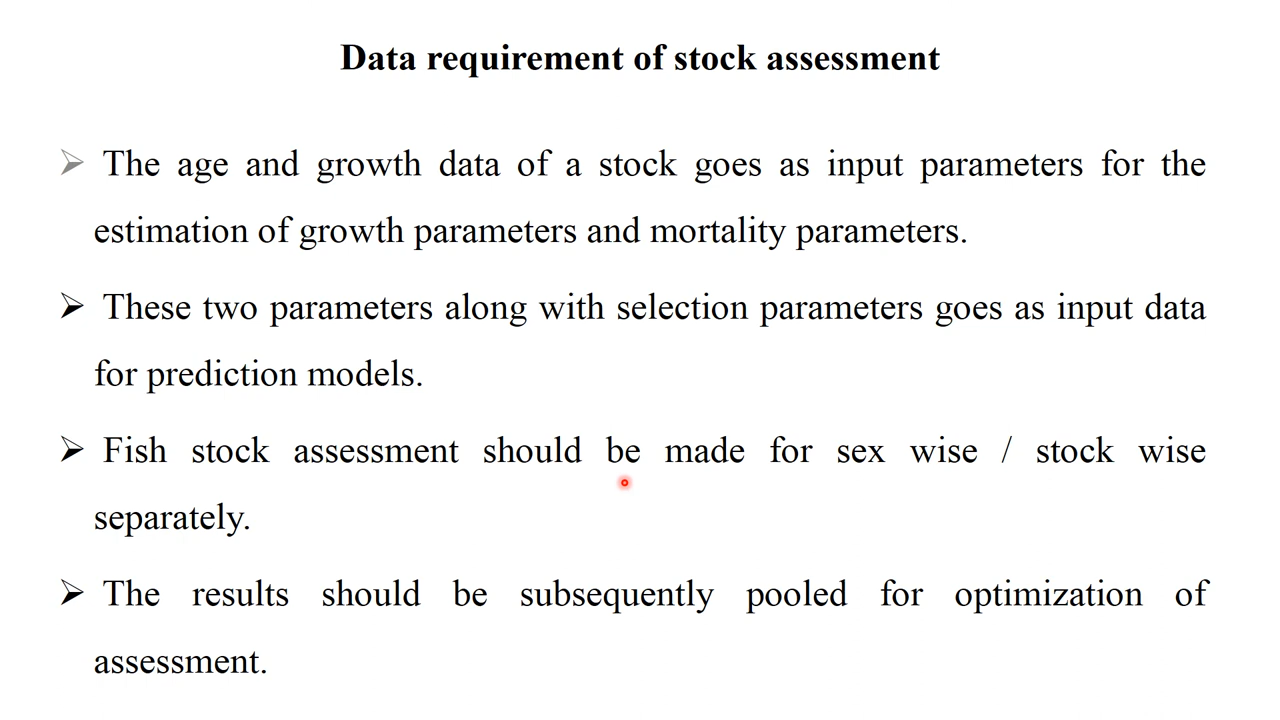 Data requirement of stock assessment
➢ The age and growth data of a stock goes as input parameters for the
estimation of growth parameters and mortality parameters.
➢ These two parameters along with selection parameters goes as input data
for prediction models.
➢ Fish stock assessment should be made for sex wise / stock wise
separately.
➢ The results should be subsequently pooled for optimization of
assessment.